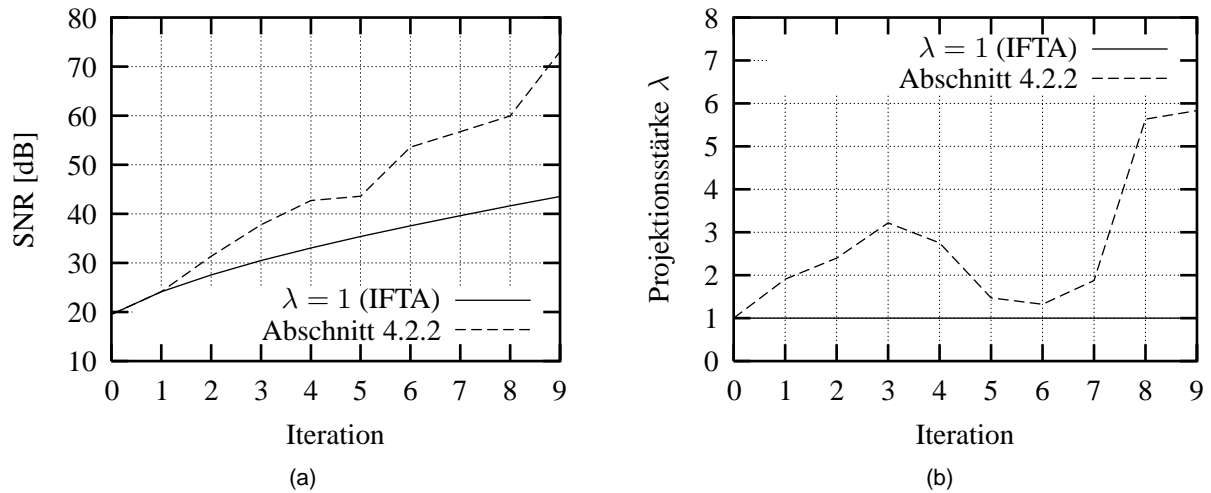 80
70
60
50
40
30
20
10
SNR [dB]
0 1 2 3 4 5 6 7 8 9
Iteration
λ = 1 (IFTA)
Abschnitt 4.2.2
(a)
8
7
6
5
4
3
2
1
0
Projektionsstärke λ
0 1 2 3 4 5 6 7 8 9
Iteration
λ = 1 (IFTA)
Abschnitt 4.2.2
(b)